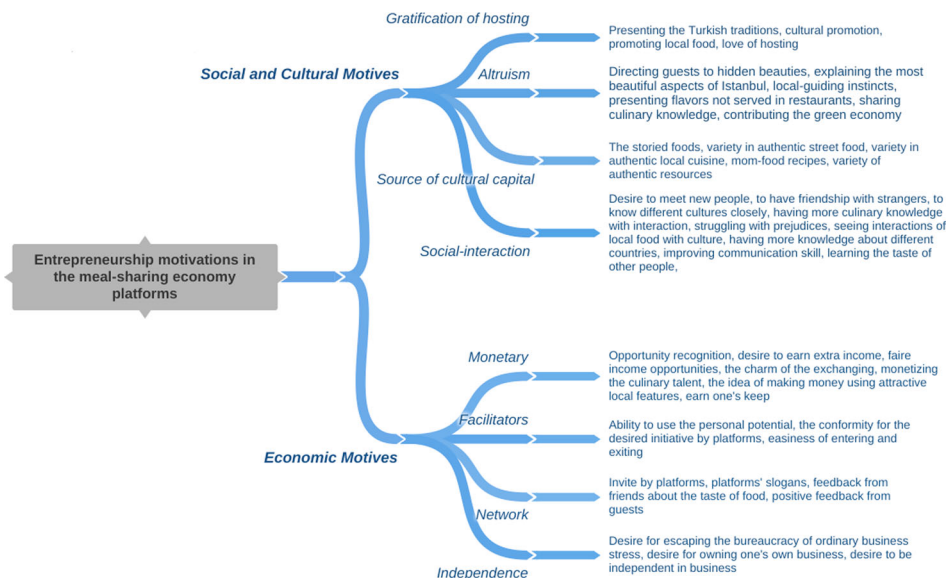 Gratification of hosting
Presenting the Turkish traditions, cultural promotion,
promoting local food, love of hosting
Social and Cultural Motives
Altruism
Directing guests to hidden beauties, explaining the most
beautiful aspects of Istanbul, local-guiding instincts,
presenting flavors not served in restaurants, sharing
culinary knowledge, contributing the green economy
The storied foods, variety in authentic street food, variety in
authentic local cuisine, mom-food recipes, variety of
authentic resources
Source of cultural capital
Desire to meet new people, to have friendship with strangers, to
know different cultures closely, having more culinary knowledge
with interaction, struggling with prejudices, seeing interactions of
local food with culture, having more knowledge about different
countries, improving communication skill, learning the taste of
other people,
Social-interaction
Entrepreneurship motivations in
the meal-sharing economy
platforms
Monetary
Opportunity recognition, desire to earn extra income, faire
income opportunities, the charm of the exchanging, monetizing
the culinary talent, the idea of making money using attractive
local features, earn one's keep
Facilitators
Ability to use the personal potential, the conformity for the
desired initiative by platforms, easiness of entering and
exiting
Economic Motives
Invite by platforms, platforms' slogans, feedback from
friends about the taste of food, positive feedback from
guests
Network
Desire for escaping the bureaucracy of ordinary business
stress, desire for owning one's own business, desire to be
independent in business
Independence